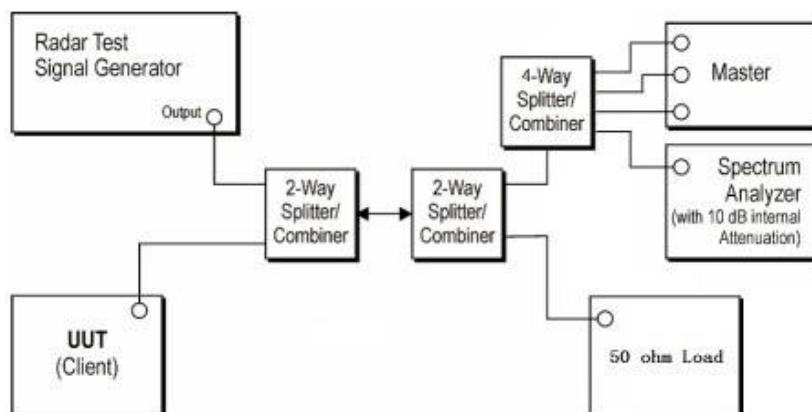 Radar Test
Signal Generator
Output
4-Way
Splitter/
Combiner
Master
Spectrum
Analyzer
(with 10 dB internal
Attenuation)
2-Way
Splitter/
Combiner
2-Way
Splitter/
Combiner
UUT
(Client)
50 ohm Load